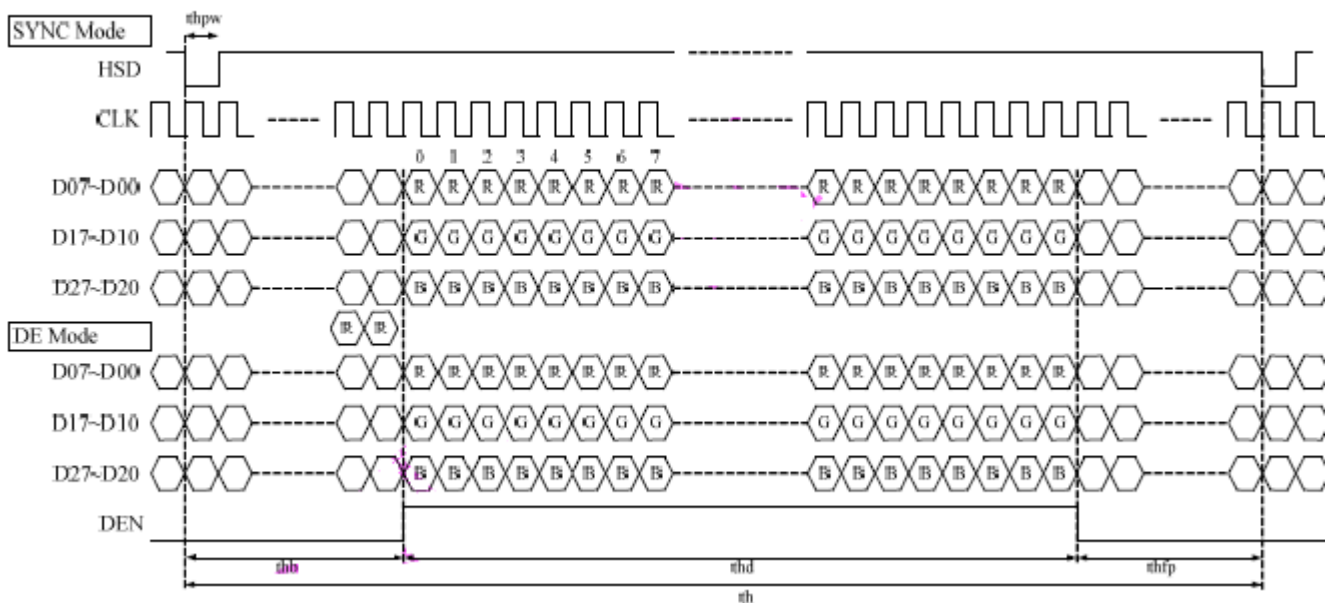 thpw
SYNC Mode
HSD
CLK
0 1 2 3 4 5 6 7
D07~D00 R R R R R R R R R R R R R R R R
D17~D10 G G G G G G G G G G G G G G G G
D27~D20 B B B B B B B B B B B B B B B B
R R
DE Mode
D07~D00 R R R R R R R R R R R R R R R R
D17~D10 G G G G G G G G G G G G G G G G
D27~D20 B B B B B B B B B B B B B B B B
DEN
thb thd thfp
th